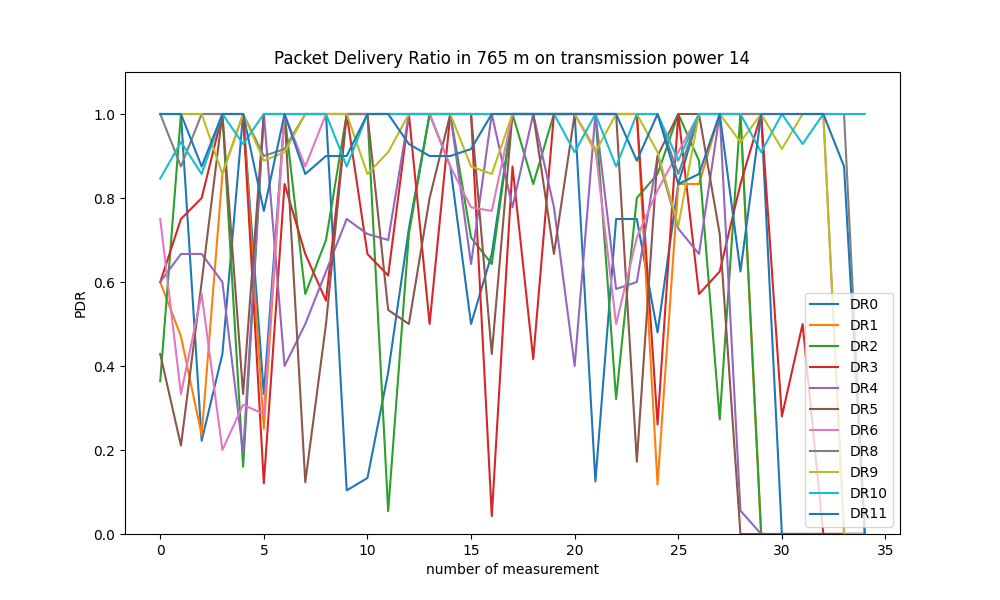 Packet Delivery Ratio in 765 m on transmission power 14
PDR
1.0
0.8
0.6
0.4
0.2
0.0
0 5 10 15 20 25 30 35
number of measurement
DR0
DR1
DR2
DR3
DR4
DR5
DR6
DR8
DR9
DR10
DR11